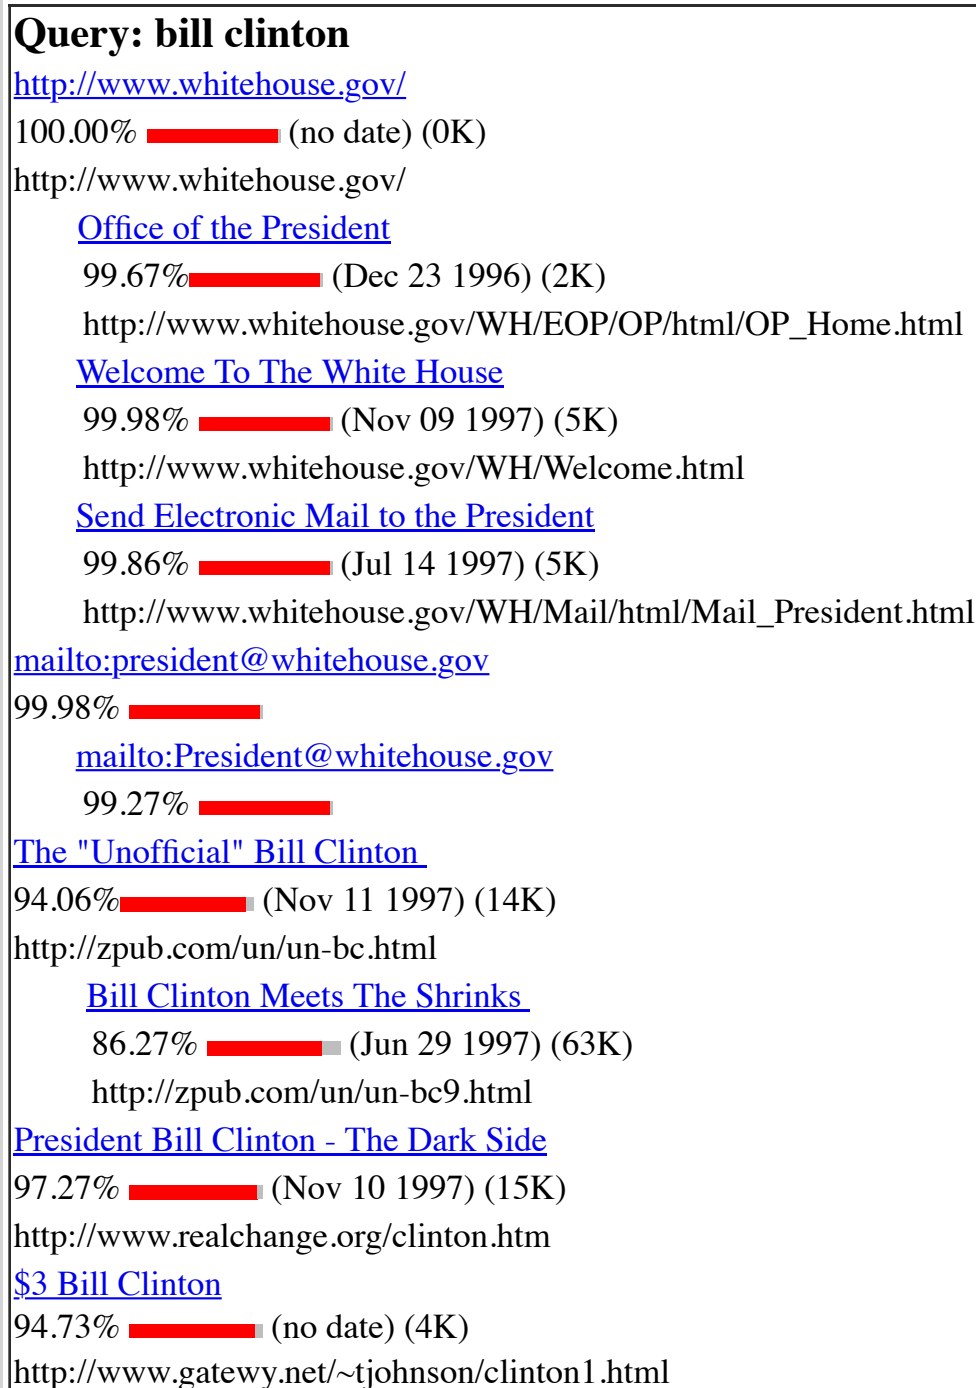 Query: bill clinton
http://www.whitehouse.gov/
100.00% (no date) (0K)
http://www.whitehouse.gov/
Office of the President
99.67% (Dec 23 1996) (2K)
http://www.whitehouse.gov/WH/EOP/OP/html/OP_Home.html
Welcome To The White House
99.98% (Nov 09 1997) (5K)
http://www.whitehouse.gov/WH/Welcome.html
Send Electronic Mail to the President
99.86% (Jul 14 1997) (5K)
http://www.whitehouse.gov/WH/Mail/html/Mail_President.html
mailto:president@whitehouse.gov
99.98%
mailto:President@whitehouse.gov
99.27%
The "Unofficial" Bill Clinton
94.06% (Nov 11 1997) (14K)
http://zpub.com/un/un-bc.html
Bill Clinton Meets The Shrinks
86.27% (Jun 29 1997) (63K)
http://zpub.com/un/un-bc9.html
President Bill Clinton - The Dark Side
97.27% (Nov 10 1997) (15K)
http://www.realchange.org/clinton.htm
$3 Bill Clinton
94.73% (no date) (4K)
http://www.gatewy.net/~tjohnson/clinton1.html